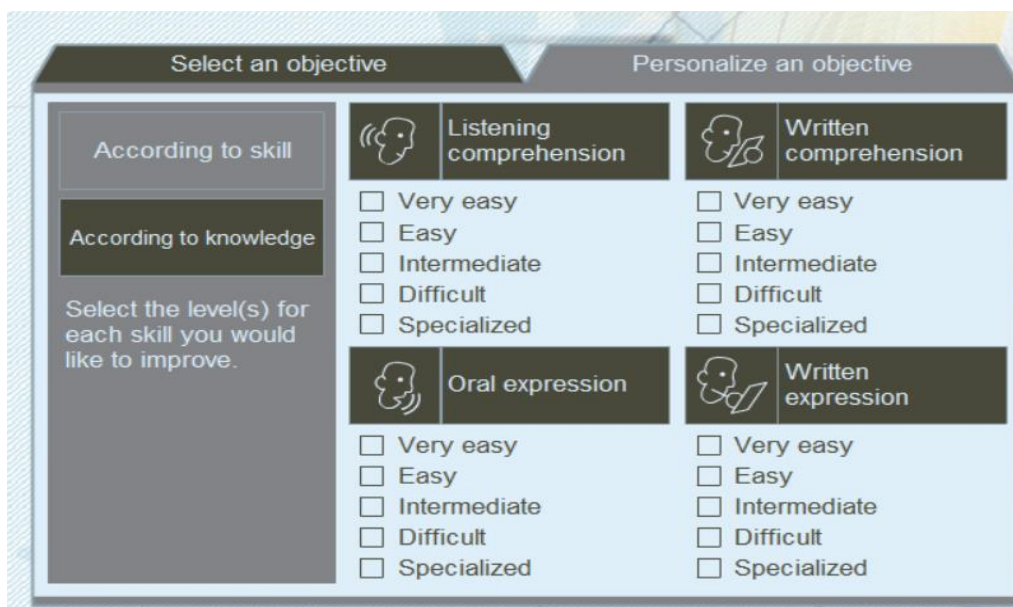 Select an objective
Personalize an objective
According to skill
According to knowledge
Select the level(s) for
each skill you would
like to improve.
Listening
comprehension
Very easy
Easy
Intermediate
Difficult
Specialized
Written
comprehension
Very easy
Easy
Intermediate
Difficult
Specialized
Oral expression
Very easy
Easy
Intermediate
Difficult
Specialized
Written
expression
Very easy
Easy
Intermediate
Difficult
Specialized